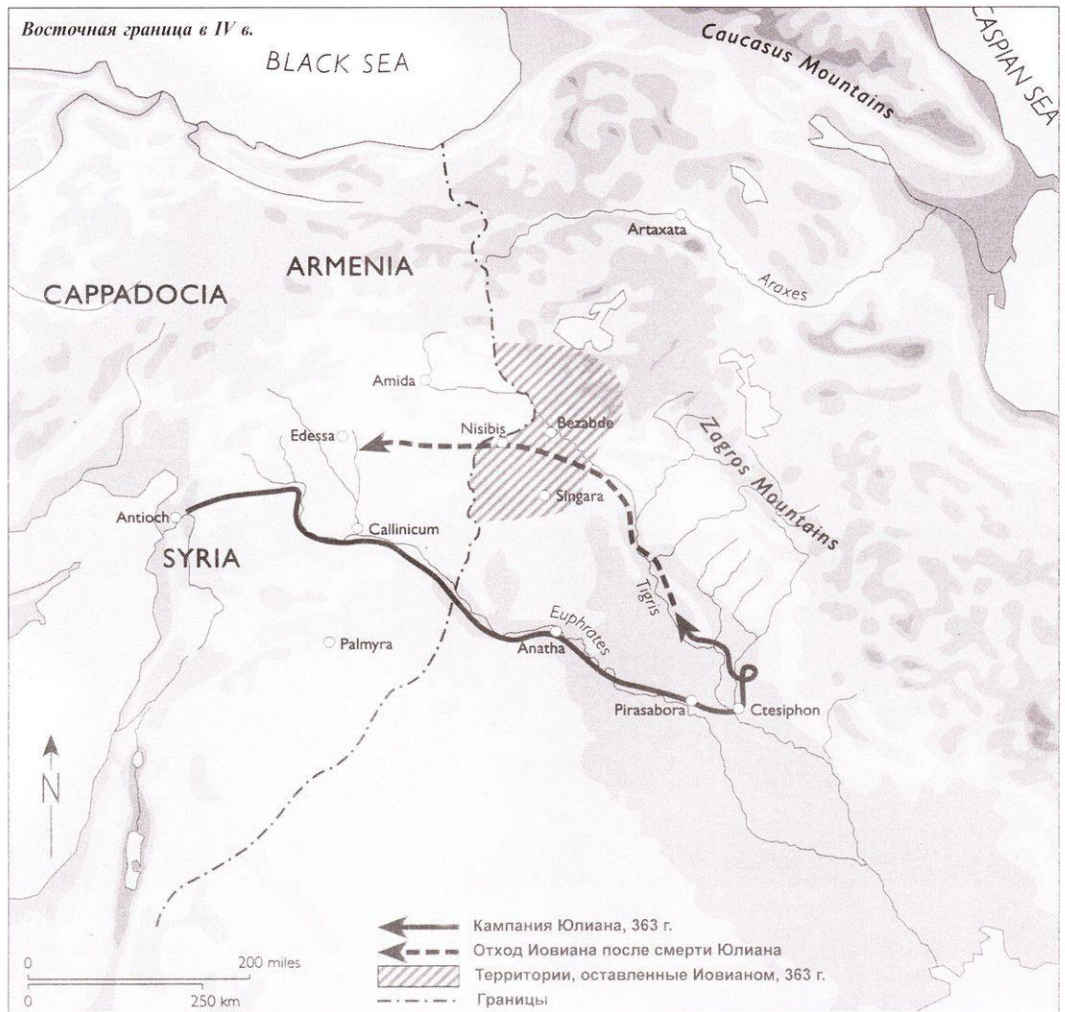 Восточная граница в IV в.
BLACK SEA
Caucasus Mountains
CASPIAN SEA
Artaxata
ARMENIA
CAPPADOCIA
Araxes
Amida
Bezabde
Nisibis
Edessa
Zagros Mountains
Singara
Antioch
Callinicum
SYRIA
Tigris
Euphrates
Palmyra
Anatha
Pirasabora
Ctesiphon
N
Кампания Юлиана, 363 г.
Отход Иовиана после смерти Юлиана
0 200 miles
Территории, оставленные Иовианом, 363 г.
0 250 km
Границы